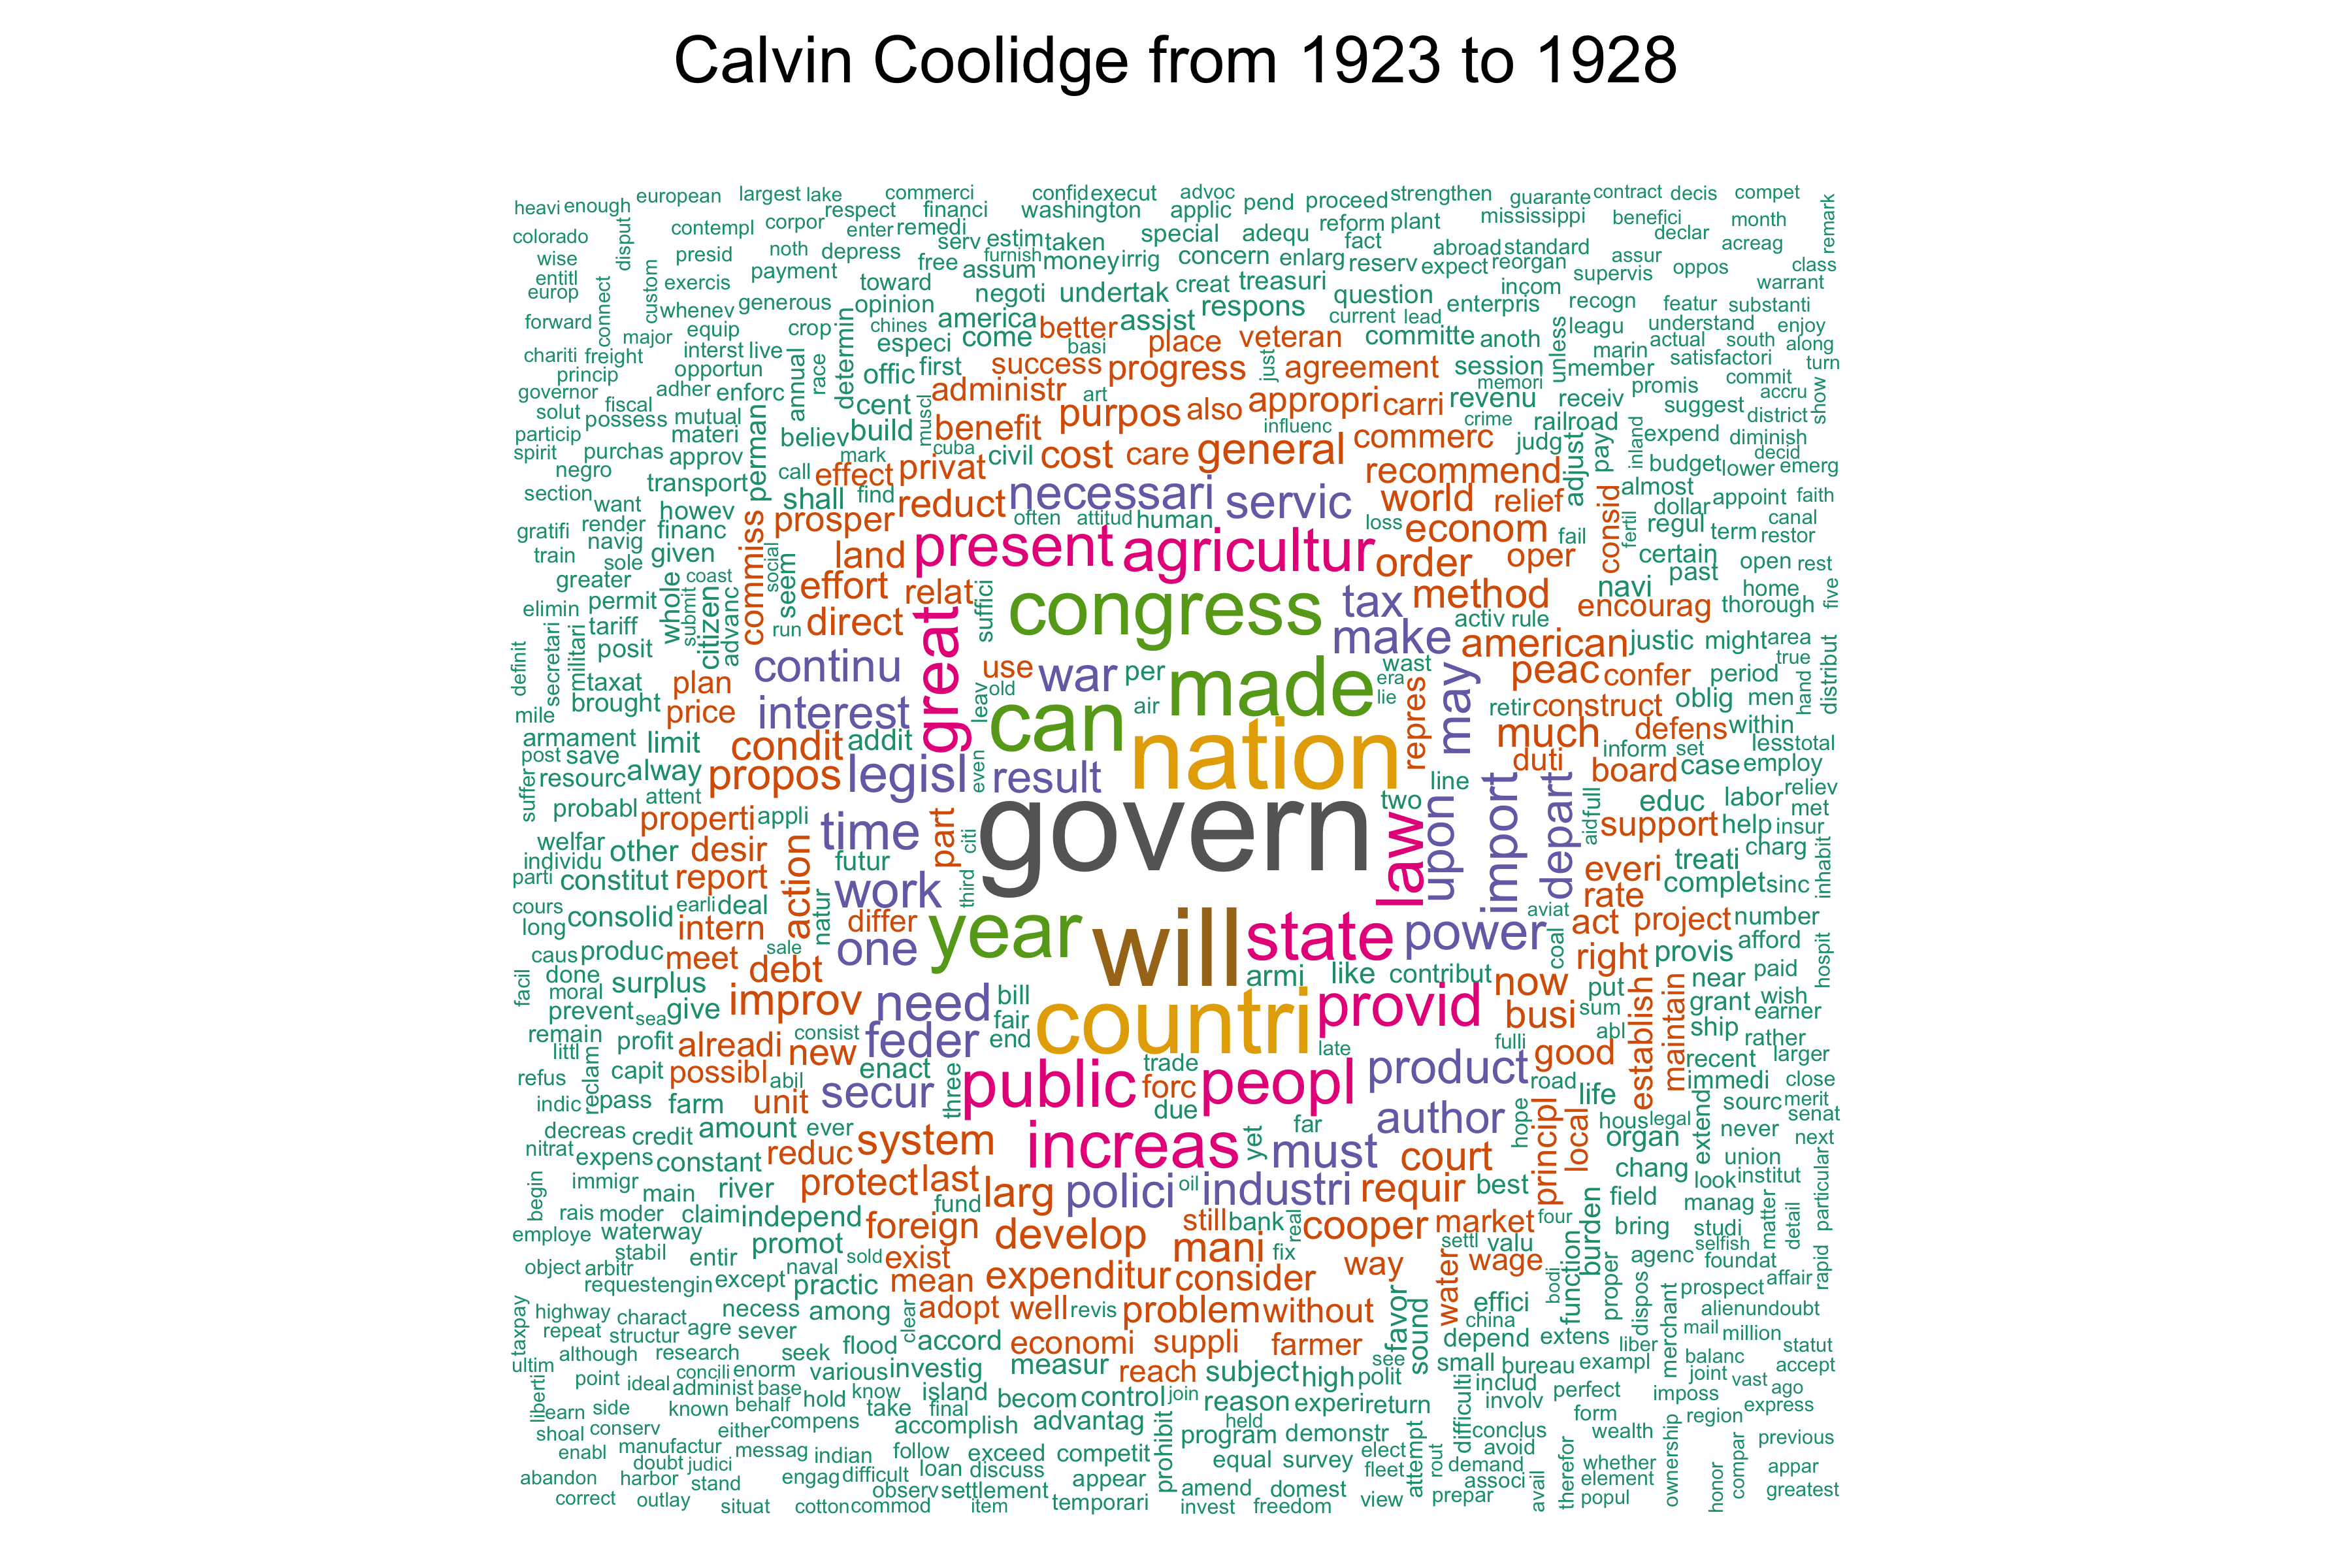 Calvin Coolidge from 1923 to 1928
heavi enough european largest lake commerci confid execut advoc pend proceed strengthen guarante contract decis compet
colorado disput contempl corpor respect financi washington applic reform plant mississippi benefici month remark
wise presid noth enter remedi serv estim taken special adequ fact abroad standard declar acreag
entitl exercis payment depress free furnish assum money irrig concern enlarg reserv expect reorgan supervis assur oppos class warrant
europ connect custom whenev generous toward opinion negoti undertak creat treasuri question enterpris incom recogn featur substanti
forward major equip crop determin chines america better assist respons current lead committe anoth unless leagu understand enjoy
chariti freight interst live annual race especi come basi place veteran session member marin actual south along
princip opportun adher enforc offic first success progress just agreement memori promis satisfactori commit turn
governor fiscal solut possess mutual cent administr art purpos also appropri carri revenu receiv suggest accru district show
particip materi believ build muscl benefit influenc commerc crime railroad judg adjust pay inland expend diminish
spirit purchas approv perman mark cuba civil cost care general recommend budget lower decid emerg
negro transport call effect privat necessari servic world relief consid almost appoint faith
section want howev shall find reduct often attitud human loss econom fail fertil dollar canal
gratifi render navig financ commiss prosper land present agricultur order oper regul term restor
train sole given social seem effort relat suffici congress tax method navi certain past open rest
greater coast whole submit citizen advanc encourag home thorough five
elimin permit tariff run direct great make activ rule american justic might area
definit secretari militari posit continu use war per made wast era lie may peac confer period true hand distribut
taxat plan old leav air can repres retir construct oblig men
mile brought price interest nation much defens within
armament limit condit addit duti inform set less total
post save resourc alway propos legisl even result line import depart board case employ
suffer probabl attent properti appli time part citi govern two law upon aid full educ labor reliev met
welfar individu other desir action futur third support help insur
parti constitut report work everi treati charg inhabit
cours earli deal natur differ year will state power aviat rate complet sinc
long consolid intern one coal act project number
caus produc meet sale debt armi like contribut right provis afford hospit
facil done moral surplus improv need bill countri provid now put near paid
prevent sea give fair busi sum establish maintain grant wish earner
remain profit alreadi consist new feder end late fulli abl good ship rather
littl reclaim capit possibl abil enact three public trade peopl product road life recent larger
refus pass farm unit secur forc immedi close
indic due author hope principl local hous legal extend sourc merit senat
decreas credit amount ever system increas yet far must court organ never next
nitrat expens constant reduc chang union
immigr main river protect last larg polici oil industri requir best look institut particular
begin rais moder claim independ fund field manag matter detail
employe waterway foreign develop still bank real cooper market four burden bring studi
stabil entir promot sold exist mani fix settl valu function agenc selfish rapid
object arbitr naval mean expenditur consider way water wage bodi proper foundat affair
request engin except practic prospect
highway charact necess among clear adopt well revis problem without favor sound effici dispos merchant alien undoubt
taxpay repeat structur agre sever flood accord economi suppli farmer china depend extens liber mail million
although research seek statut
ultim concili enorm various investig measur reach subject high see polit small bureau exampl balanc accept
point ideal administ base hold know island becom control join reason experi return includ perfect imposs joint vast ago
liberti earn side known behalf take final difficulti involv express
shoal conserv either compens accomplish advantag prohibit held program demonstr conclus form wealth region
enabl manufactur messag indian follow exceed competit elect attempt rout avoid whether ownership previous
doubt judici equal survey fleet demand therefor
abandon harbor stand engag difficult loan discuss appear associ element honor compar appar
correct outlay situat cotton commod observ settlement item temporari amend invest domest freedom view prepar avail popul greatest